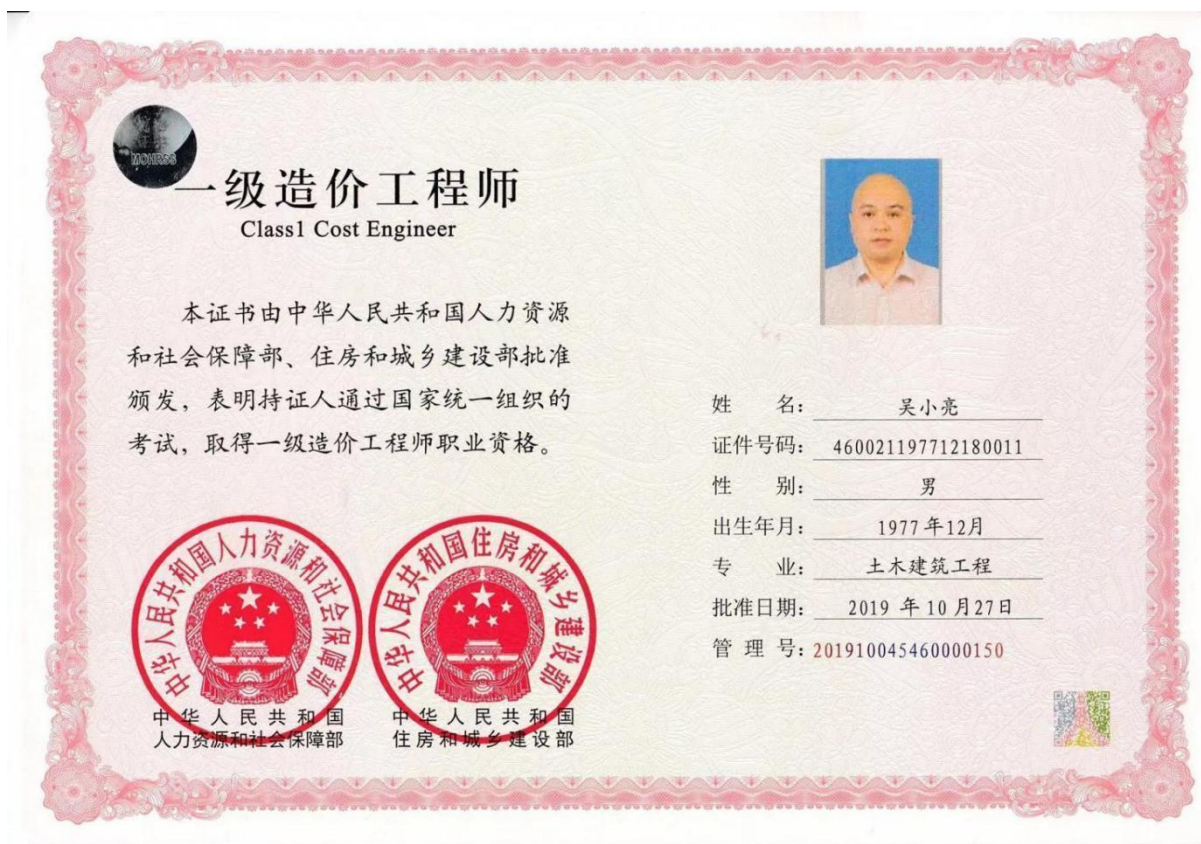 MOHRSS
一级造价工程师
Class1 Cost Engineer
本证书由中华人民共和国人力资源
和社会保障部、住房和城乡建设部批准
颁发，表明持证人通过国家统一组织的
考试，取得一级造价工程师职业资格。
中华人民共和国人力资源和社会保障部
中华人民共和国
人力资源和社会保障部
中华人民共和国住房和城乡建设部
中华人民共和国
住房和城乡建设部
姓 名：吴小亮
证件号码：460021197712180011
性 别：男
出生年月：1977年12月
专 业：土木建筑工程
批准日期：2019 年 10 月27日
管 理 号：201910045460000150